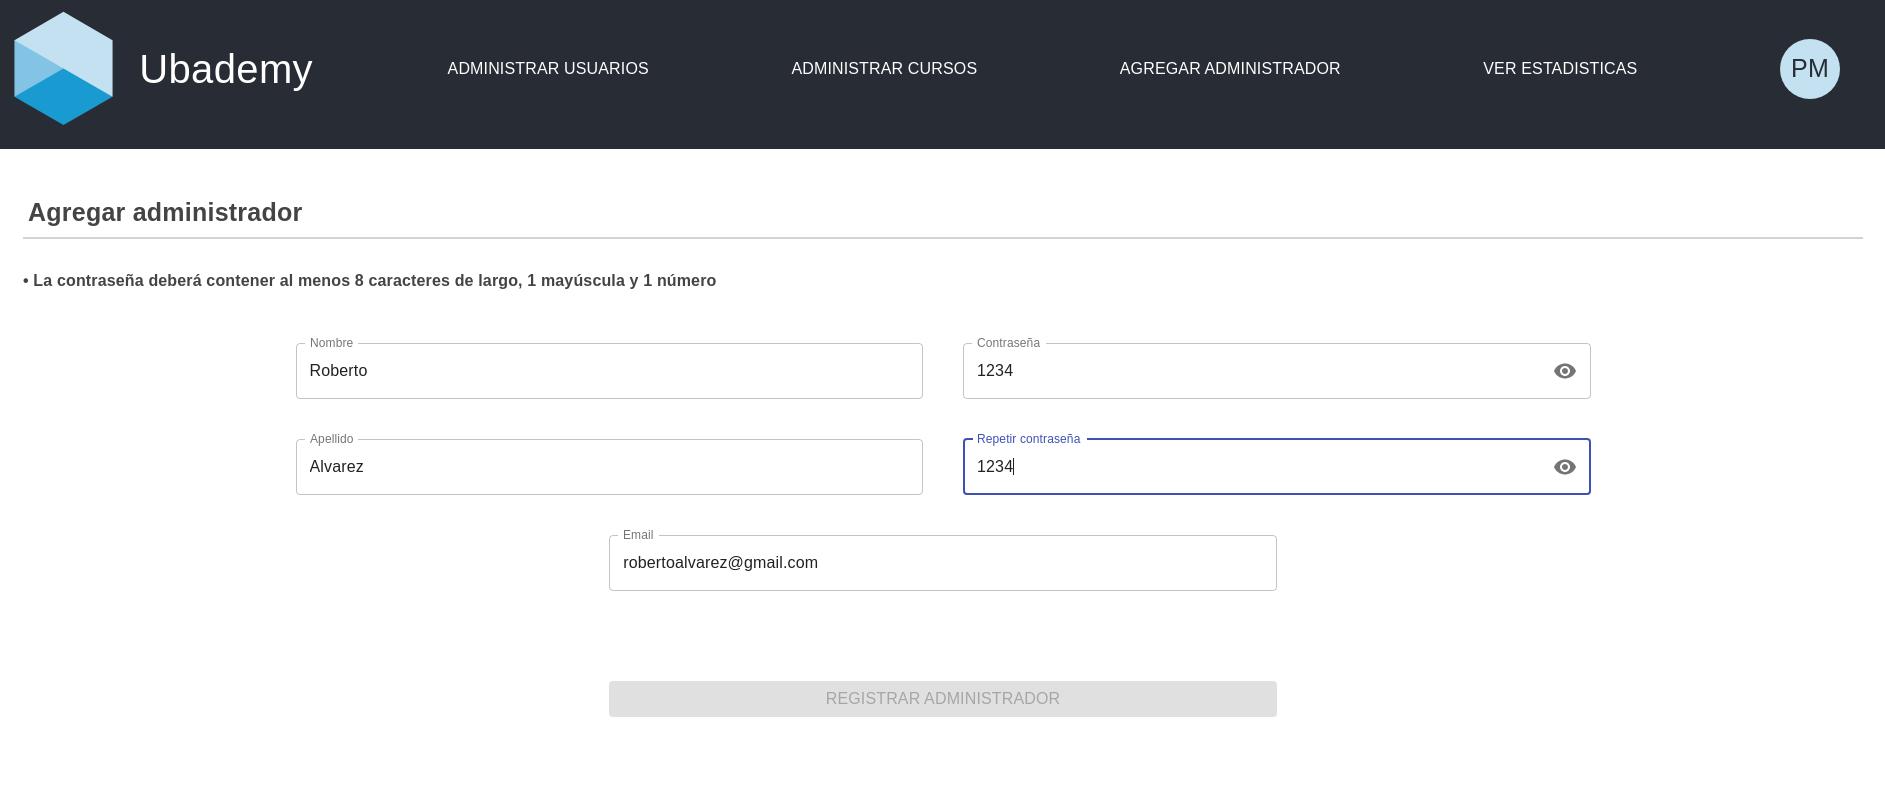 Ubademy
ADMINISTRAR USUARIOS
ADMINISTRAR CURSOS
AGREGAR ADMINISTRADOR
VER ESTADISTICAS
PM
Agregar administrador
• La contraseña deberá contener al menos 8 caracteres de largo, 1 mayúscula y 1 número
Nombre
Roberto
Contraseña
1234
Apellido
Alvarez
Repetir contraseña
1234
Email
robertoalvarez@gmail.com
REGISTRAR ADMINISTRADOR